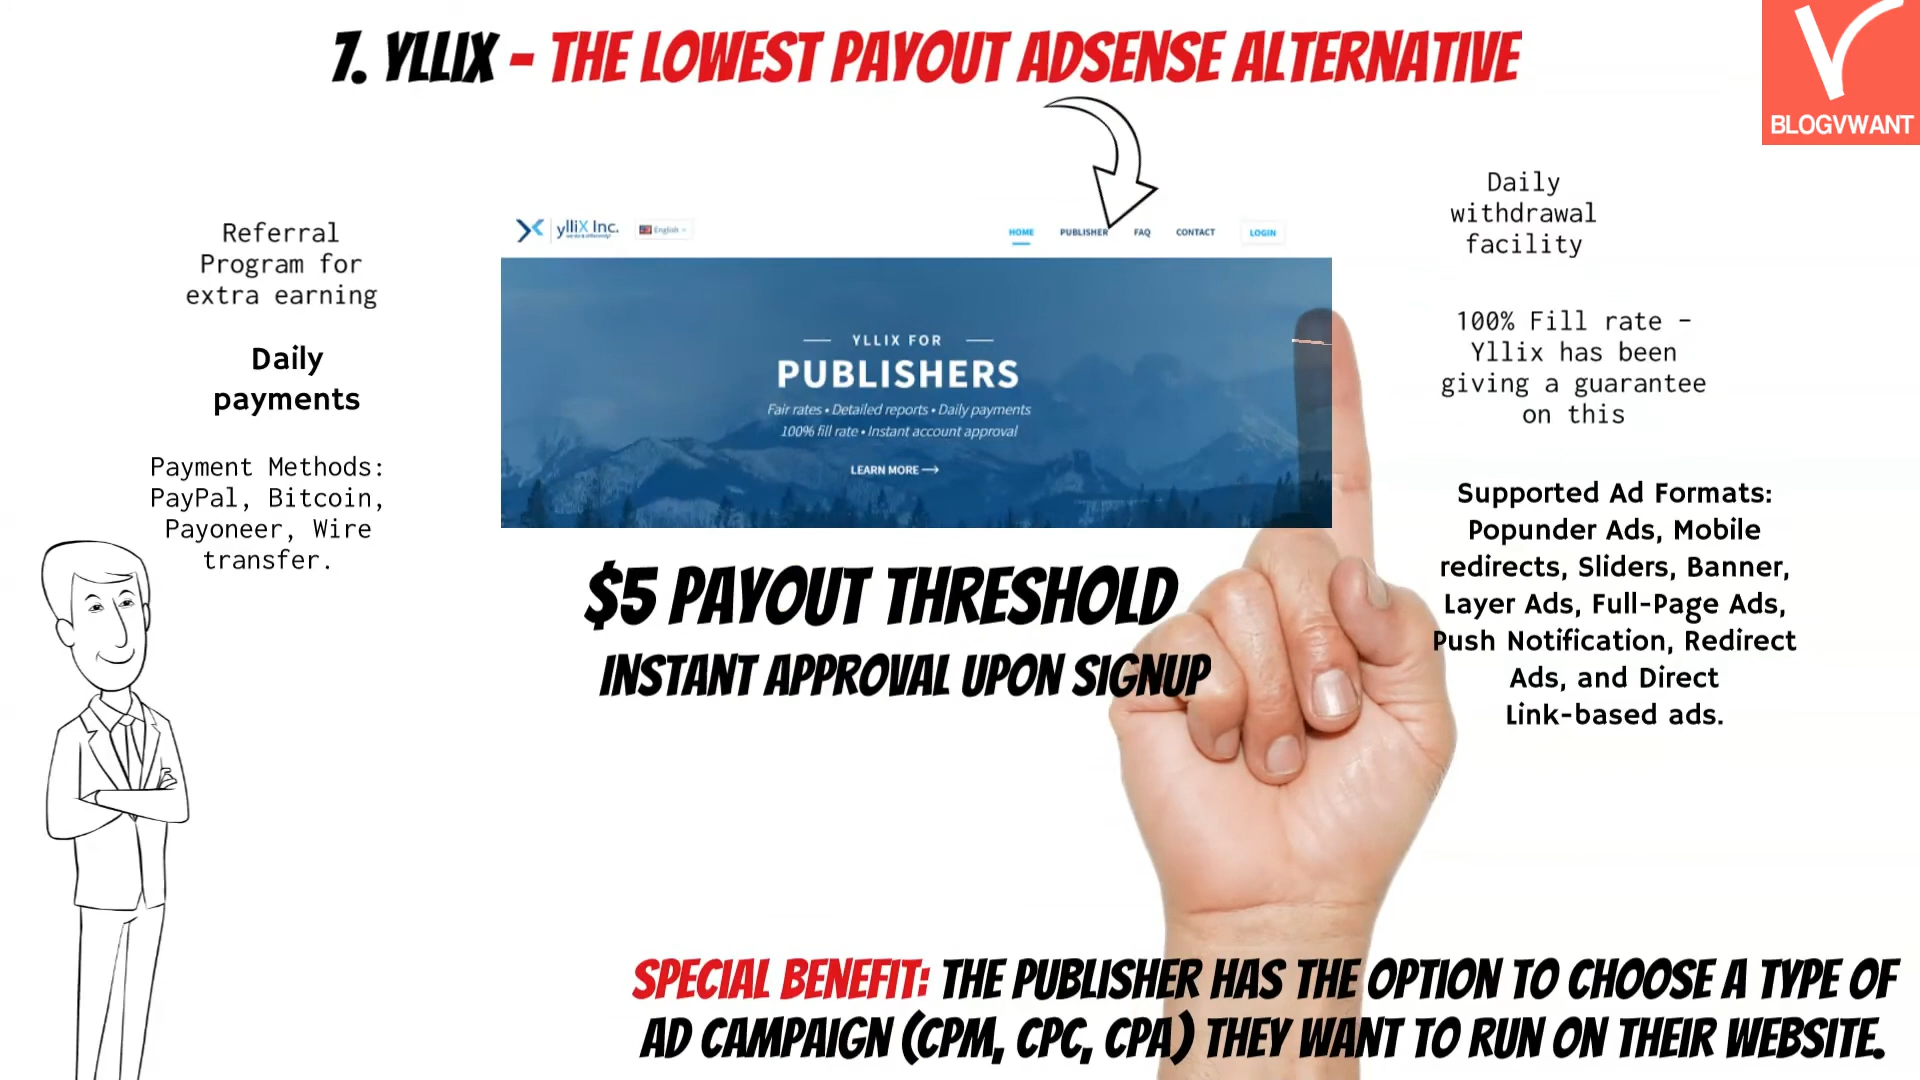 7. YLLIX - THE LOWEST PAYOUT ADSENSE ALTERNATIVE
BLOGVWANT
Referral
Program for
extra earning
Daily
payments
Payment Methods:
PayPal, Bitcoin,
Payoneer, Wire
transfer.
ylliX Inc.
English
HOME PUBLISHER FAQ CONTACT LOGIN
YLLIX FOR
PUBLISHERS
Fair rates • Detailed reports • Daily payments
100% fill rate • Instant account approval
LEARN MORE
$5 PAYOUT THRESHOLD
INSTANT APPROVAL UPON SIGNUP
Daily
withdrawal
facility
100% Fill rate –
Yllix has been
giving a guarantee
on this
Supported Ad Formats:
Popunder Ads, Mobile
redirects, Sliders, Banner,
Layer Ads, Full-Page Ads,
Push Notification, Redirect
Ads, and Direct
Link-based ads.
SPECIAL BENEFIT: THE PUBLISHER HAS THE OPTION TO CHOOSE A TYPE OF
AD CAMPAIGN (CPM, CPC, CPA) THEY WANT TO RUN ON THEIR WEBSITE.